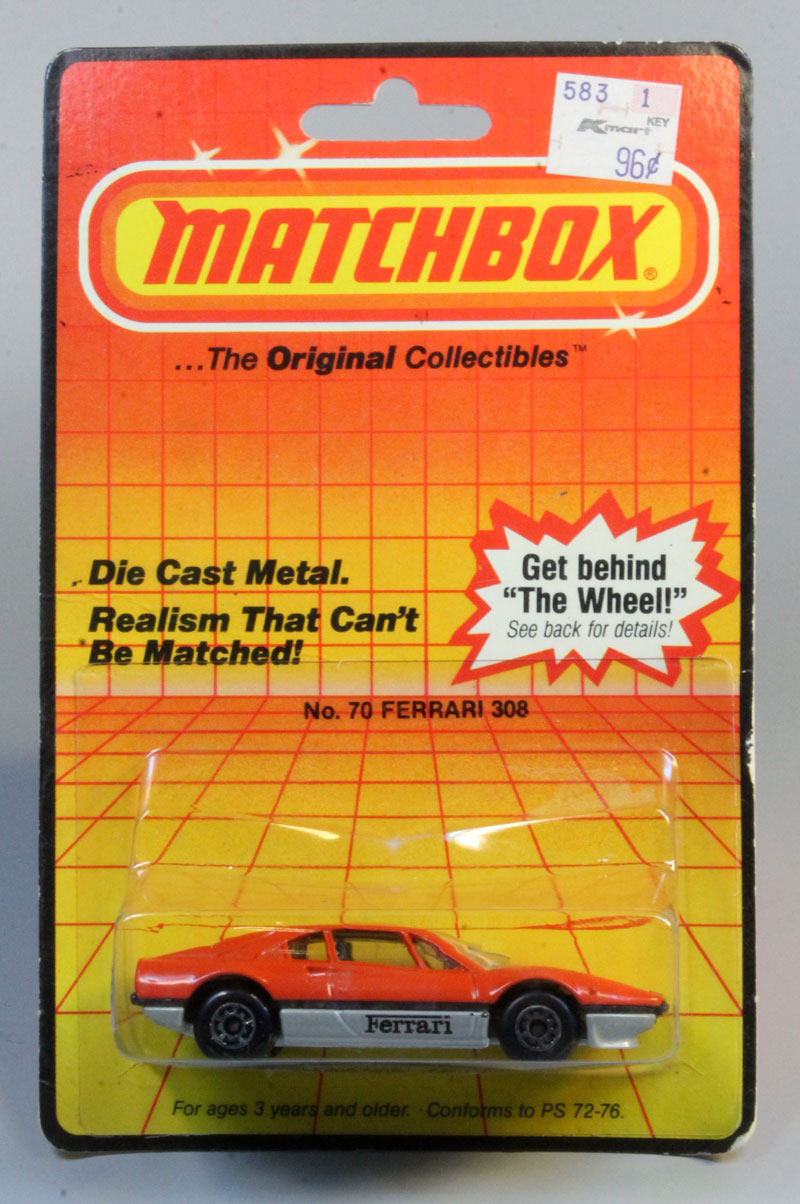 583 1
Kmart KEY
96¢
MATCHBOX®
...The Original Collectibles™
Die Cast Metal.
Realism That Can't
Be Matched!
Get behind
"The Wheel!"
See back for details!
No. 70 FERRARI 308
Ferrari
For ages 3 years and older. Conforms to PS 72-76.